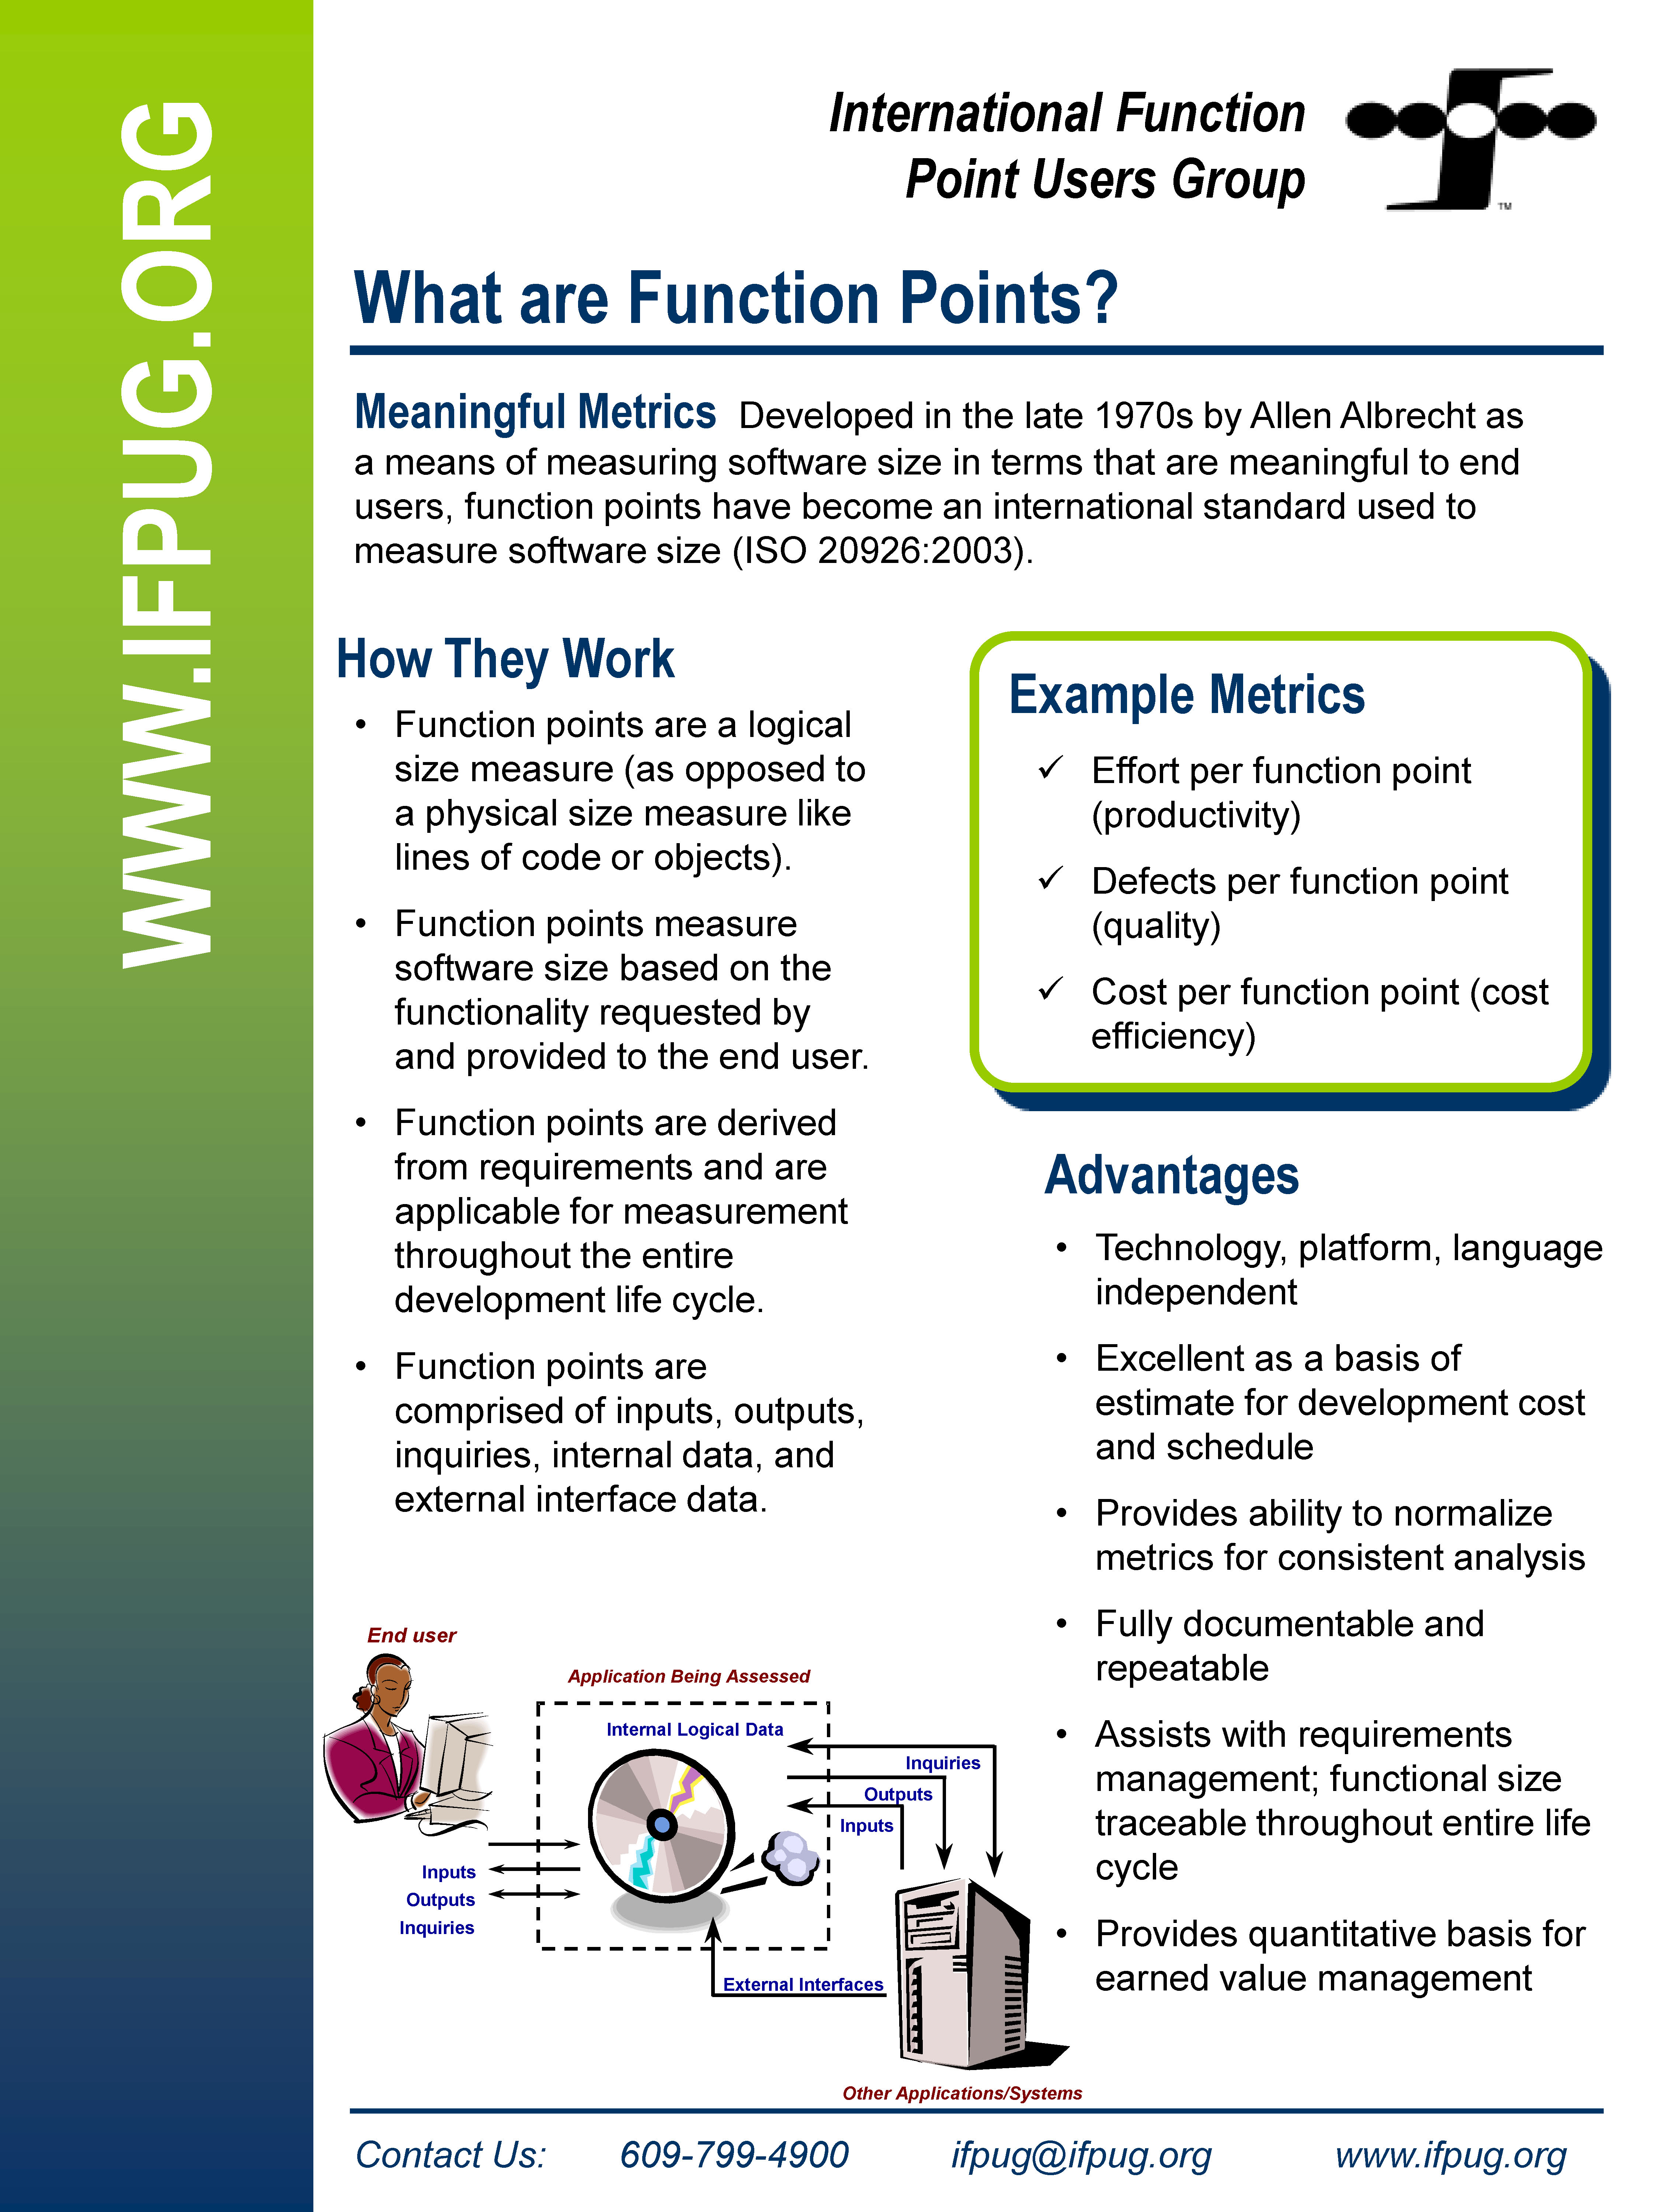 WWW.IFPUG.ORG
International Function
Point Users Group
TM
What are Function Points?
Meaningful Metrics Developed in the late 1970s by Allen Albrecht as
a means of measuring software size in terms that are meaningful to end
users, function points have become an international standard used to
measure software size (ISO 20926:2003).
How They Work
• Function points are a logical
size measure (as opposed to
a physical size measure like
lines of code or objects).
• Function points measure
software size based on the
functionality requested by
and provided to the end user.
• Function points are derived
from requirements and are
applicable for measurement
throughout the entire
development life cycle.
• Function points are
comprised of inputs, outputs,
inquiries, internal data, and
external interface data.
Example Metrics
✓ Effort per function point
(productivity)
✓ Defects per function point
(quality)
✓ Cost per function point (cost
efficiency)
Advantages
• Technology, platform, language
independent
• Excellent as a basis of
estimate for development cost
and schedule
• Provides ability to normalize
metrics for consistent analysis
• Fully documentable and
repeatable
• Assists with requirements
management; functional size
traceable throughout entire life
cycle
• Provides quantitative basis for
earned value management
End user
Application Being Assessed
Internal Logical Data
Inquiries
Outputs
Inputs
Inputs
Outputs
Inquiries
External Interfaces
Other Applications/Systems
Contact Us: 609-799-4900 ifpug@ifpug.org www.ifpug.org